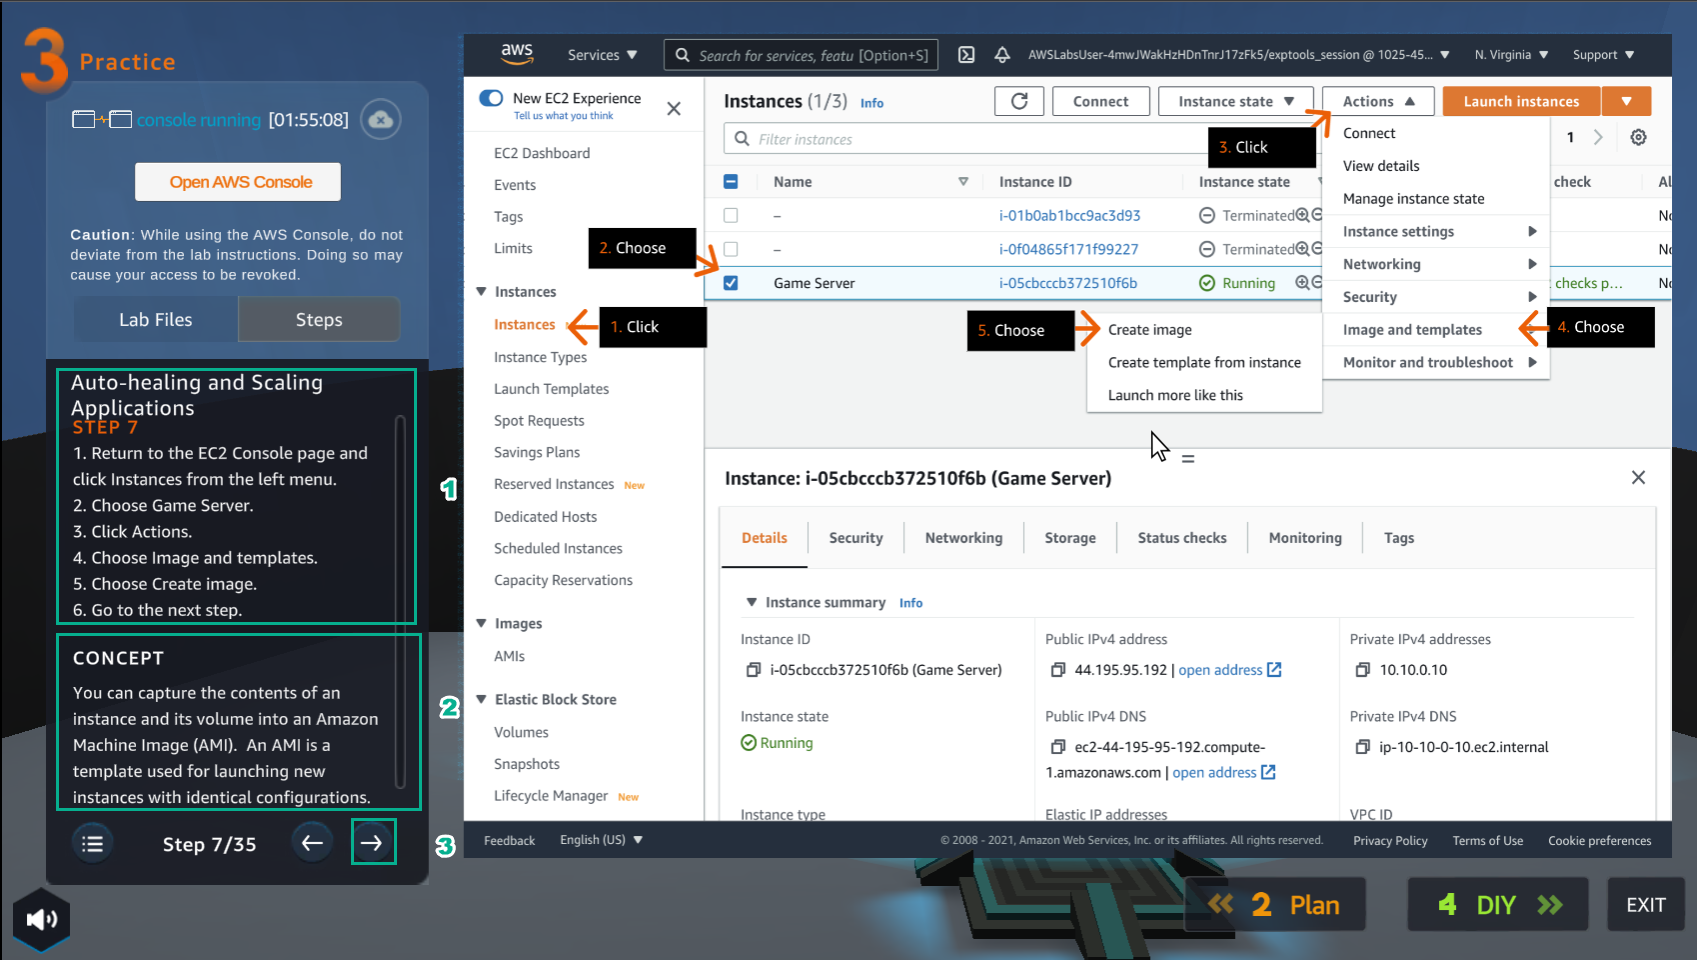 3 Practice
console running [01:55:08]
Open AWS Console
Caution: While using the AWS Console, do not
deviate from the lab instructions. Doing so may
cause your access to be revoked.
Lab Files
Steps
Auto-healing and Scaling
Applications
STEP 7
1. Return to the EC2 Console page and
click Instances from the left menu.
2. Choose Game Server.
3. Click Actions.
4. Choose Image and templates.
5. Choose Create image.
6. Go to the next step.
1
CONCEPT
You can capture the contents of an
instance and its volume into an Amazon
Machine Image (AMI). An AMI is a
template used for launching new
instances with identical configurations.
2
Step 7/35
3
aws
Services
Search for services, featu [Option+S]
AWSLabsUser-4mwJWakHzHDnTnrJ17zFk5/exptools_session @ 1025-45...
N. Virginia
Support
New EC2 Experience
Tell us what you think
EC2 Dashboard
Events
Tags
Limits
Instances
Instances
1. Click
Instance Types
Launch Templates
Spot Requests
Savings Plans
Reserved Instances New
Dedicated Hosts
Scheduled Instances
Capacity Reservations
Images
AMIs
Elastic Block Store
Volumes
Snapshots
Lifecycle Manager New
Instances (1/3) Info
Connect
Instance state
Actions
Launch instances
Filter instances
3. Click
1
Name
Instance ID
Instance state
check
Al
–
i-01b0ab1bcc9ac3d93
Terminated
No
–
i-0f04865f171f99227
Terminated
No
2. Choose
Game Server
i-05cbcccb372510f6b
Running
checks p...
No
Connect
View details
Manage instance state
Instance settings
Networking
Security
Image and templates
4. Choose
Monitor and troubleshoot
5. Choose
Create image
Create template from instance
Launch more like this
Instance: i-05cbcccb372510f6b (Game Server)
Details
Security
Networking
Storage
Status checks
Monitoring
Tags
Instance summary Info
Instance ID
i-05cbcccb372510f6b (Game Server)
Public IPv4 address
44.195.95.192 | open address
Private IPv4 addresses
10.10.0.10
Instance state
Running
Public IPv4 DNS
ec2-44-195-95-192.compute-
1.amazonaws.com | open address
Private IPv4 DNS
ip-10-10-0-10.ec2.internal
Instance type
Elastic IP addresses
VPC ID
Feedback
English (US)
© 2008 - 2021, Amazon Web Services, Inc. or its affiliates. All rights reserved.
Privacy Policy
Terms of Use
Cookie preferences
2 Plan
4 DIY
EXIT